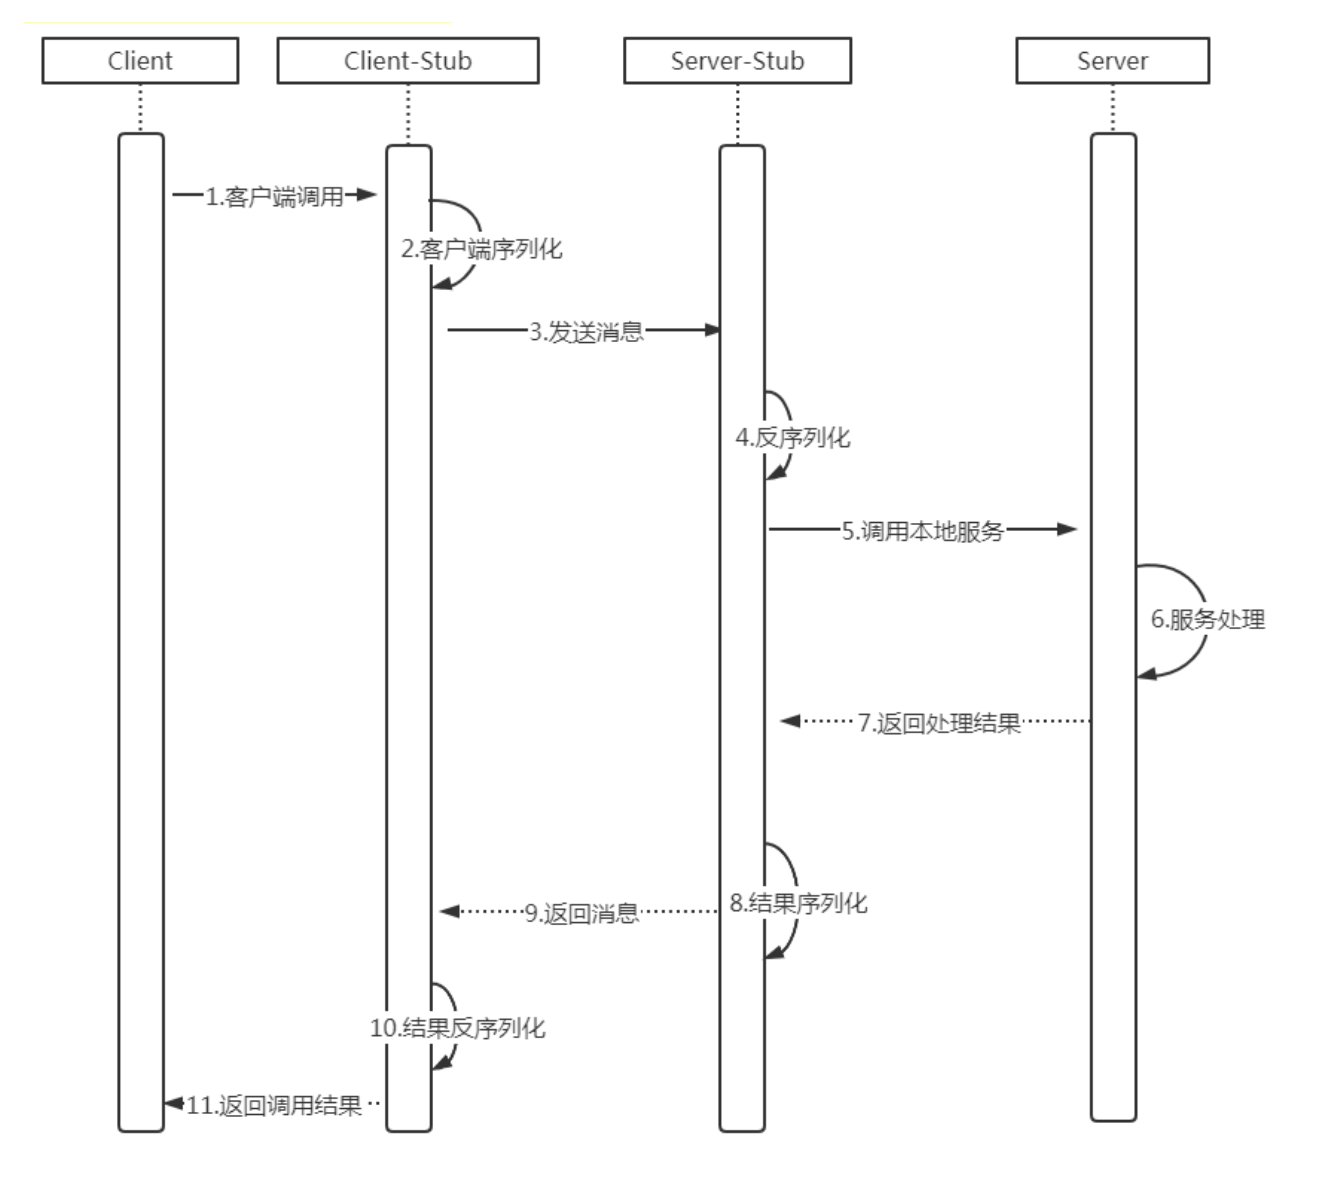 Client
Client-Stub
Server-Stub
Server
1.客户端调用
2.客户端序列化
3.发送消息
4.反序列化
5.调用本地服务
6.服务处理
7.返回处理结果
8.结果序列化
9.返回消息
10.结果反序列化
11.返回调用结果